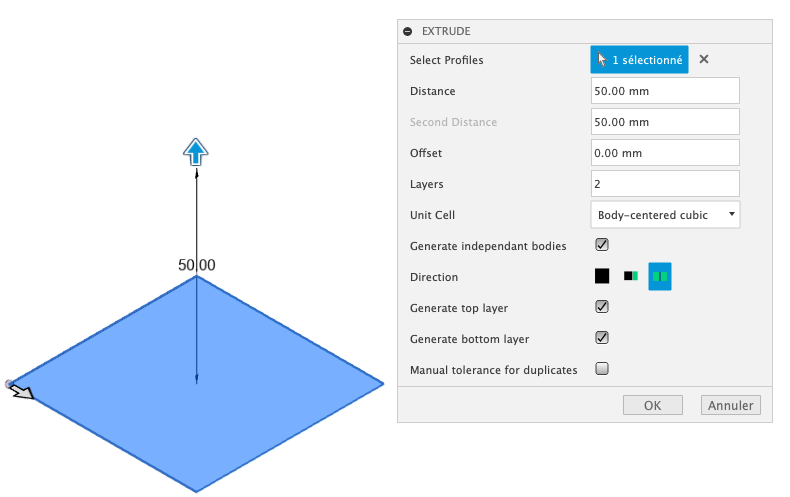 EXTRUDE
Select Profiles 1 sélectionné
Distance 50.00 mm
Second Distance 50.00 mm
Offset 0.00 mm
Layers 2
Unit Cell Body-centered cubic
Generate independant bodies
Direction
Generate top layer
Generate bottom layer
Manual tolerance for duplicates
OK Annuler
50.00